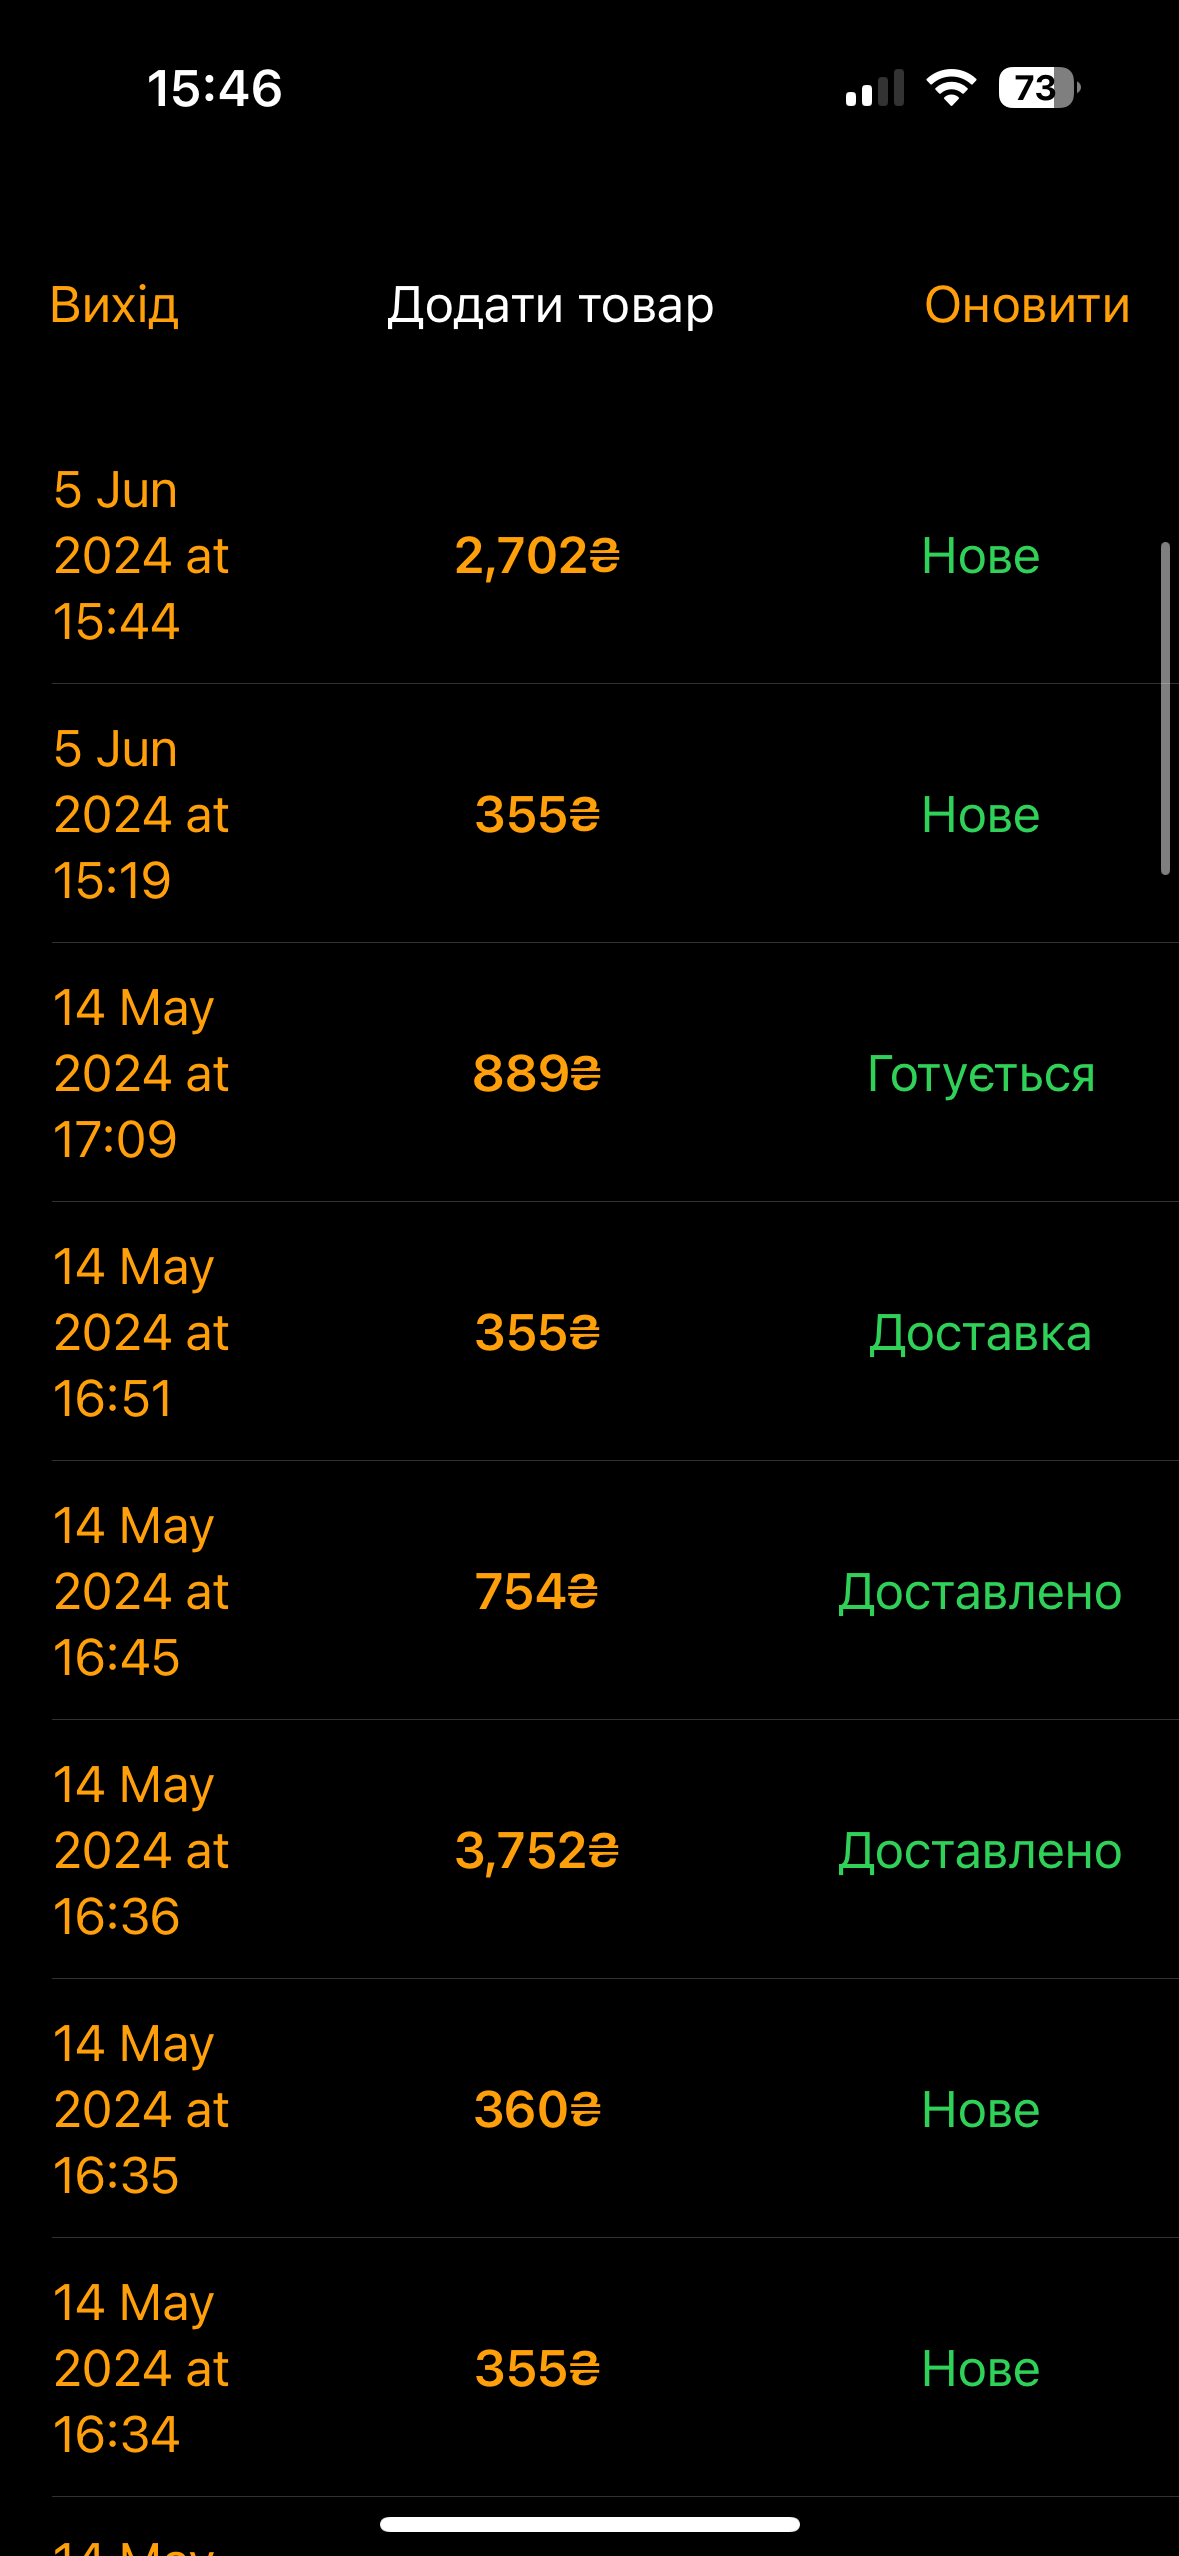 15:46
73
Вихід Додати товар Оновити
5 Jun
2024 at 2,702₴ Нове
15:44
5 Jun
2024 at 355₴ Нове
15:19
14 May
2024 at 889₴ Готується
17:09
14 May
2024 at 355₴ Доставка
16:51
14 May
2024 at 754₴ Доставлено
16:45
14 May
2024 at 3,752₴ Доставлено
16:36
14 May
2024 at 360₴ Нове
16:35
14 May
2024 at 355₴ Нове
16:34
14 May